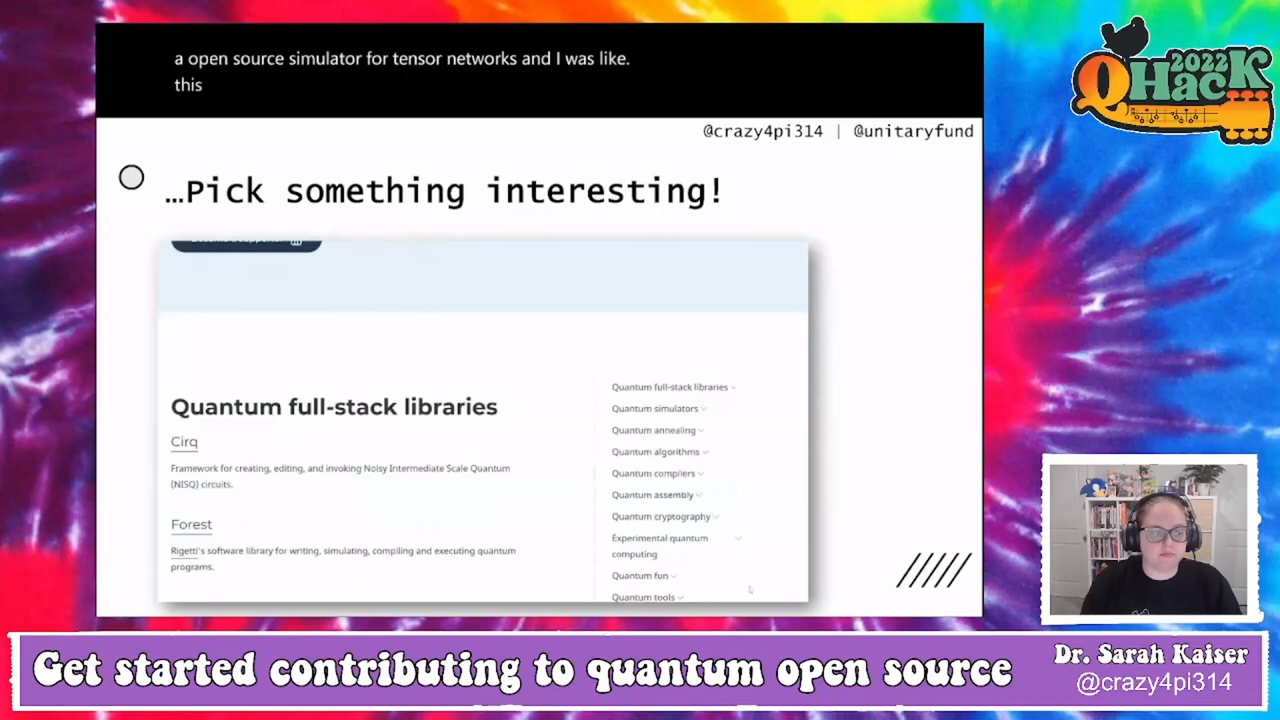 a open source simulator for tensor networks and I was like.
this
@crazy4pi314 | @unitaryfund
2022
QHack
…Pick something interesting!
Quantum full-stack libraries
Cirq
Framework for creating, editing, and invoking Noisy Intermediate Scale Quantum
(NISQ) circuits.
Forest
Rigetti's software library for writing, simulating, compiling and executing quantum
programs.
Quantum full-stack libraries
Quantum simulators
Quantum annealing
Quantum algorithms
Quantum compilers
Quantum assembly
Quantum cryptography
Experimental quantum
computing
Quantum fun
Quantum tools
Get started contributing to quantum open source
Dr. Sarah Kaiser
@crazy4pi314